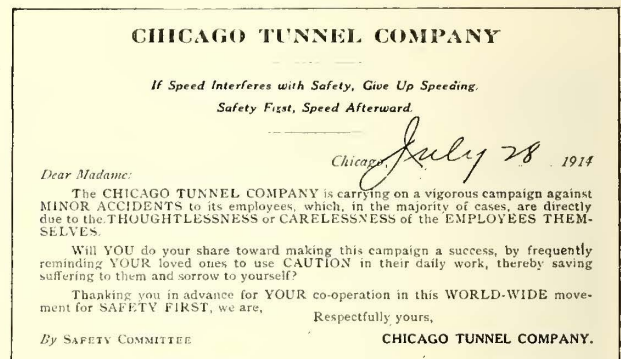 CHICAGO TUNNEL COMPANY
If Speed Interferes with Safety, Give Up Speeding.
Safety First, Speed Afterward.
Chicago, July 28 1914
Dear Madame:
The CHICAGO TUNNEL COMPANY is carrying on a vigorous campaign against
MINOR ACCIDENTS to its employees, which, in the majority of cases, are directly
due to the THOUGHTLESSNESS or CARELESSNESS of the EMPLOYEES THEM-
SELVES.
Will YOU do your share toward making this campaign a success, by frequently
reminding YOUR loved ones to use CAUTION in their daily work, thereby saving
suffering to them and sorrow to yourself?
Thanking you in advance for YOUR co-operation in this WORLD-WIDE move-
ment for SAFETY FIRST, we are,
Respectfully yours,
By SAFETY COMMITTEE CHICAGO TUNNEL COMPANY.